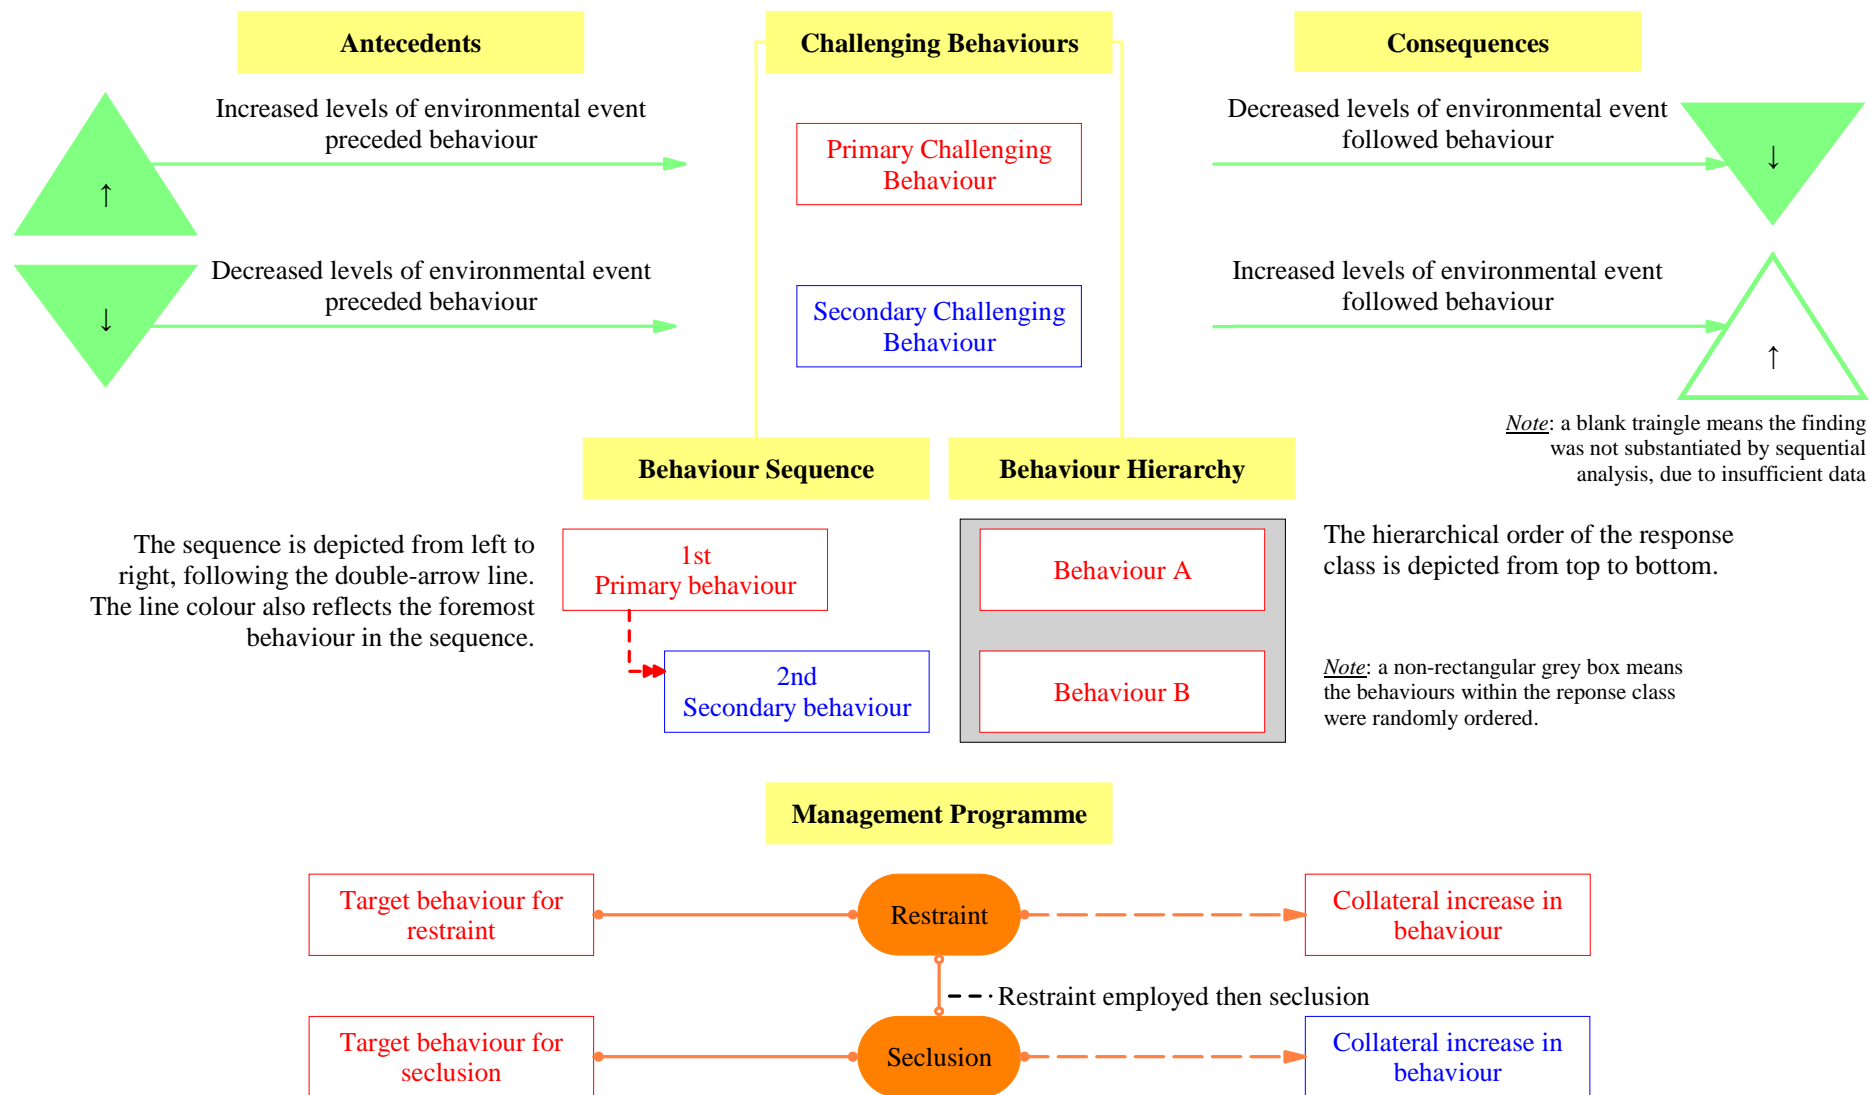 Antecedents
Challenging Behaviours
Consequences
Increased levels of environmental event
preceded behaviour
↑
Primary Challenging
Behaviour
Decreased levels of environmental event
followed behaviour
↓
Decreased levels of environmental event
preceded behaviour
↓
Secondary Challenging
Behaviour
Increased levels of environmental event
followed behaviour
↑
Note: a blank traingle means the finding
was not substantiated by sequential
analysis, due to insufficient data
Behaviour Sequence
Behaviour Hierarchy
The sequence is depicted from left to
right, following the double-arrow line.
The line colour also reflects the foremost
behaviour in the sequence.
1st
Primary behaviour
2nd
Secondary behaviour
Behaviour A
Behaviour B
The hierarchical order of the response
class is depicted from top to bottom.
Note: a non-rectangular grey box means
the behaviours within the reponse class
were randomly ordered.
Management Programme
Target behaviour for
restraint
Restraint
Collateral increase in
behaviour
Restraint employed then seclusion
Target behaviour for
seclusion
Seclusion
Collateral increase in
behaviour